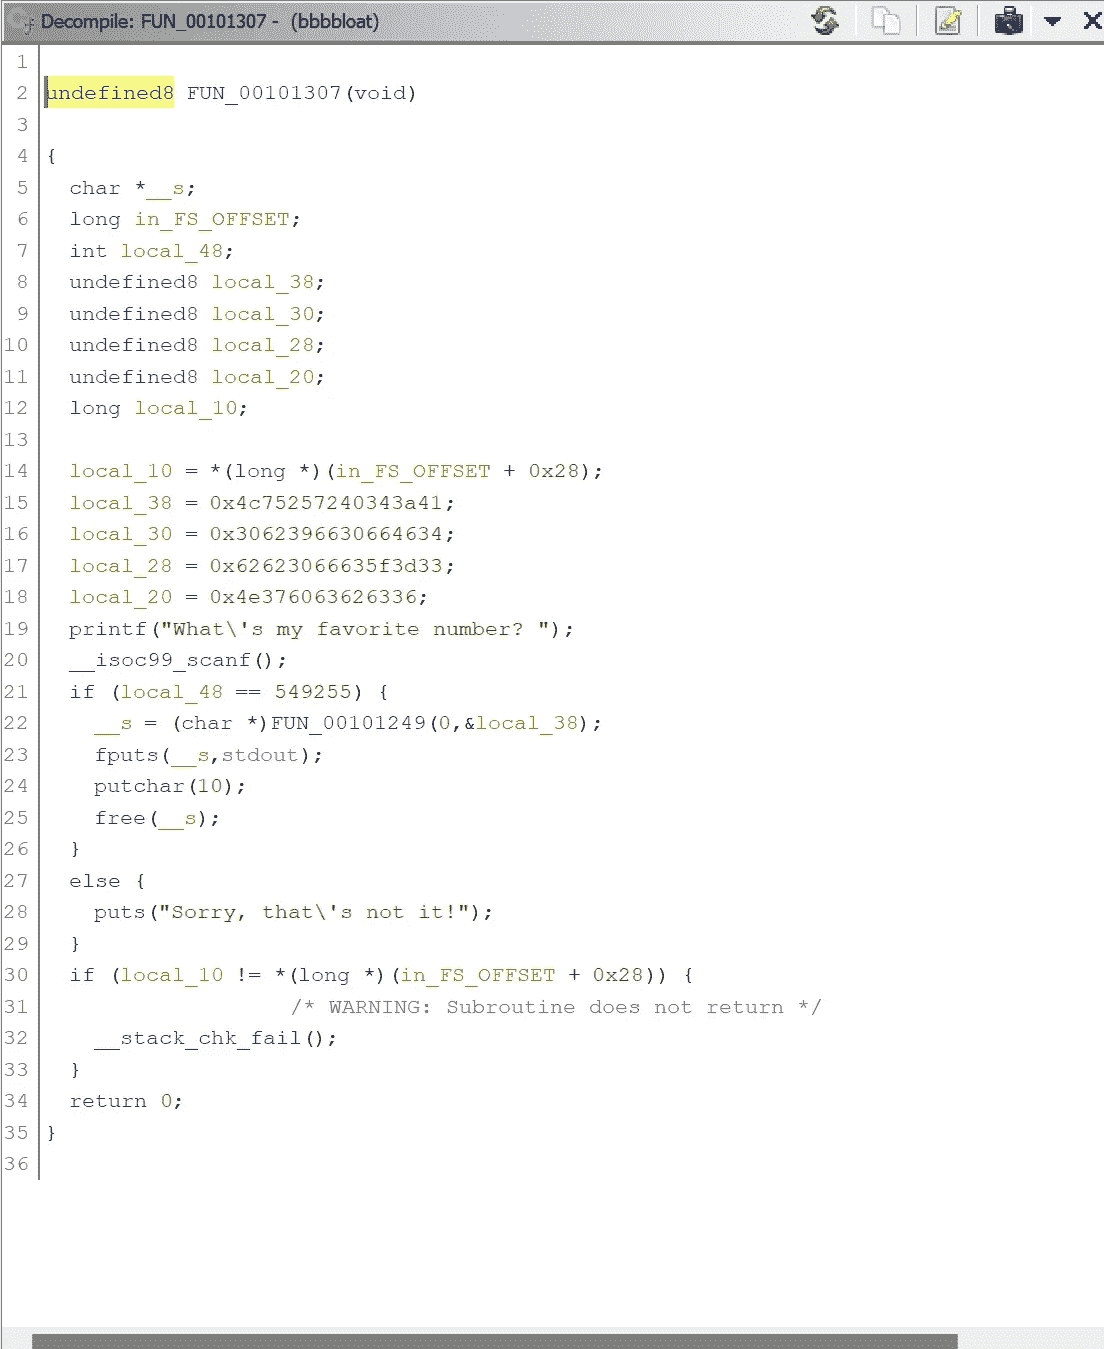 Decompile: FUN_00101307 - (bbbbloat)
1
2 undefined8 FUN_00101307(void)
3
4 {
5 char *__s;
6 long in_FS_OFFSET;
7 int local_48;
8 undefined8 local_38;
9 undefined8 local_30;
10 undefined8 local_28;
11 undefined8 local_20;
12 long local_10;
13
14 local_10 = *(long *)(in_FS_OFFSET + 0x28);
15 local_38 = 0x4c75257240343a41;
16 local_30 = 0x3062396630664634;
17 local_28 = 0x62623066635f3d33;
18 local_20 = 0x4e376063626336;
19 printf("What\'s my favorite number? ");
20 __isoc99_scanf();
21 if (local_48 == 549255) {
22 __s = (char *)FUN_00101249(0,&local_38);
23 fputs(__s,stdout);
24 putchar(10);
25 free(__s);
26 }
27 else {
28 puts("Sorry, that\'s not it!");
29 }
30 if (local_10 != *(long *)(in_FS_OFFSET + 0x28)) {
31 /* WARNING: Subroutine does not return */
32 __stack_chk_fail();
33 }
34 return 0;
35 }
36